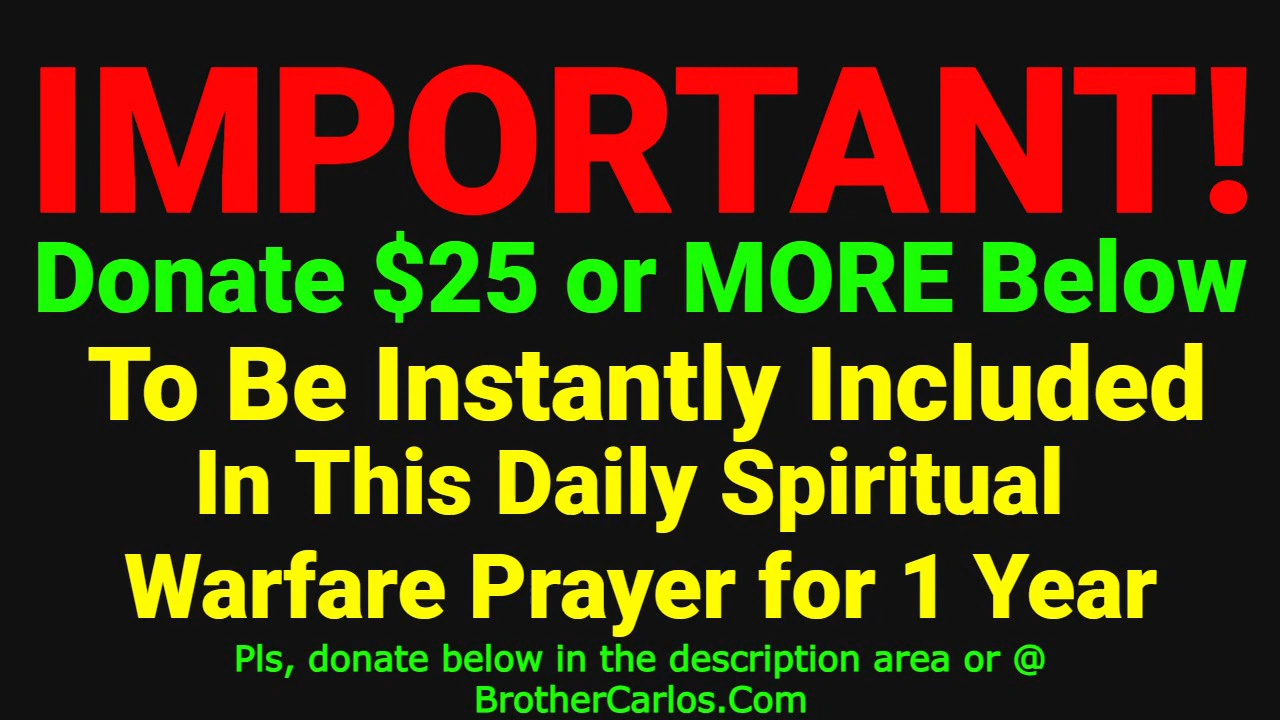 IMPORTANT!
Donate $25 or MORE Below
To Be Instantly Included
In This Daily Spiritual
Warfare Prayer for 1 Year
Pls, donate below in the description area or @
BrotherCarlos.Com